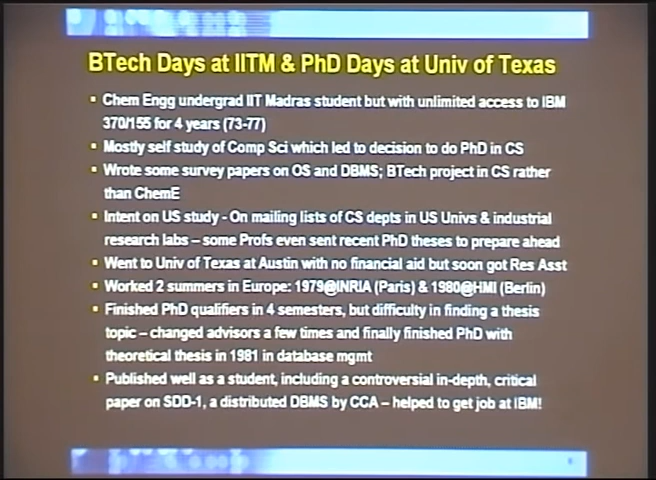 BTech Days at IITM & PhD Days at Univ of Texas
▪ Chem Engg undergrad IIT Madras student but with unlimited access to IBM
370/155 for 4 years (73-77)
▪ Mostly self study of Comp Sci which led to decision to do PhD in CS
▪ Wrote some survey papers on OS and DBMS; BTech project in CS rather
than ChemE
▪ Intent on US study - On mailing lists of CS depts in US Univs & industrial
research labs – some Profs even sent recent PhD theses to prepare ahead
▪ Went to Univ of Texas at Austin with no financial aid but soon got Res Asst
▪ Worked 2 summers in Europe: 1979@INRIA (Paris) & 1980@HMI (Berlin)
▪ Finished PhD qualifiers in 4 semesters, but difficulty in finding a thesis
topic – changed advisors a few times and finally finished PhD with
theoretical thesis in 1981 in database mgmt
▪ Published well as a student, including a controversial in-depth, critical
paper on SDD-1, a distributed DBMS by CCA – helped to get job at IBM!